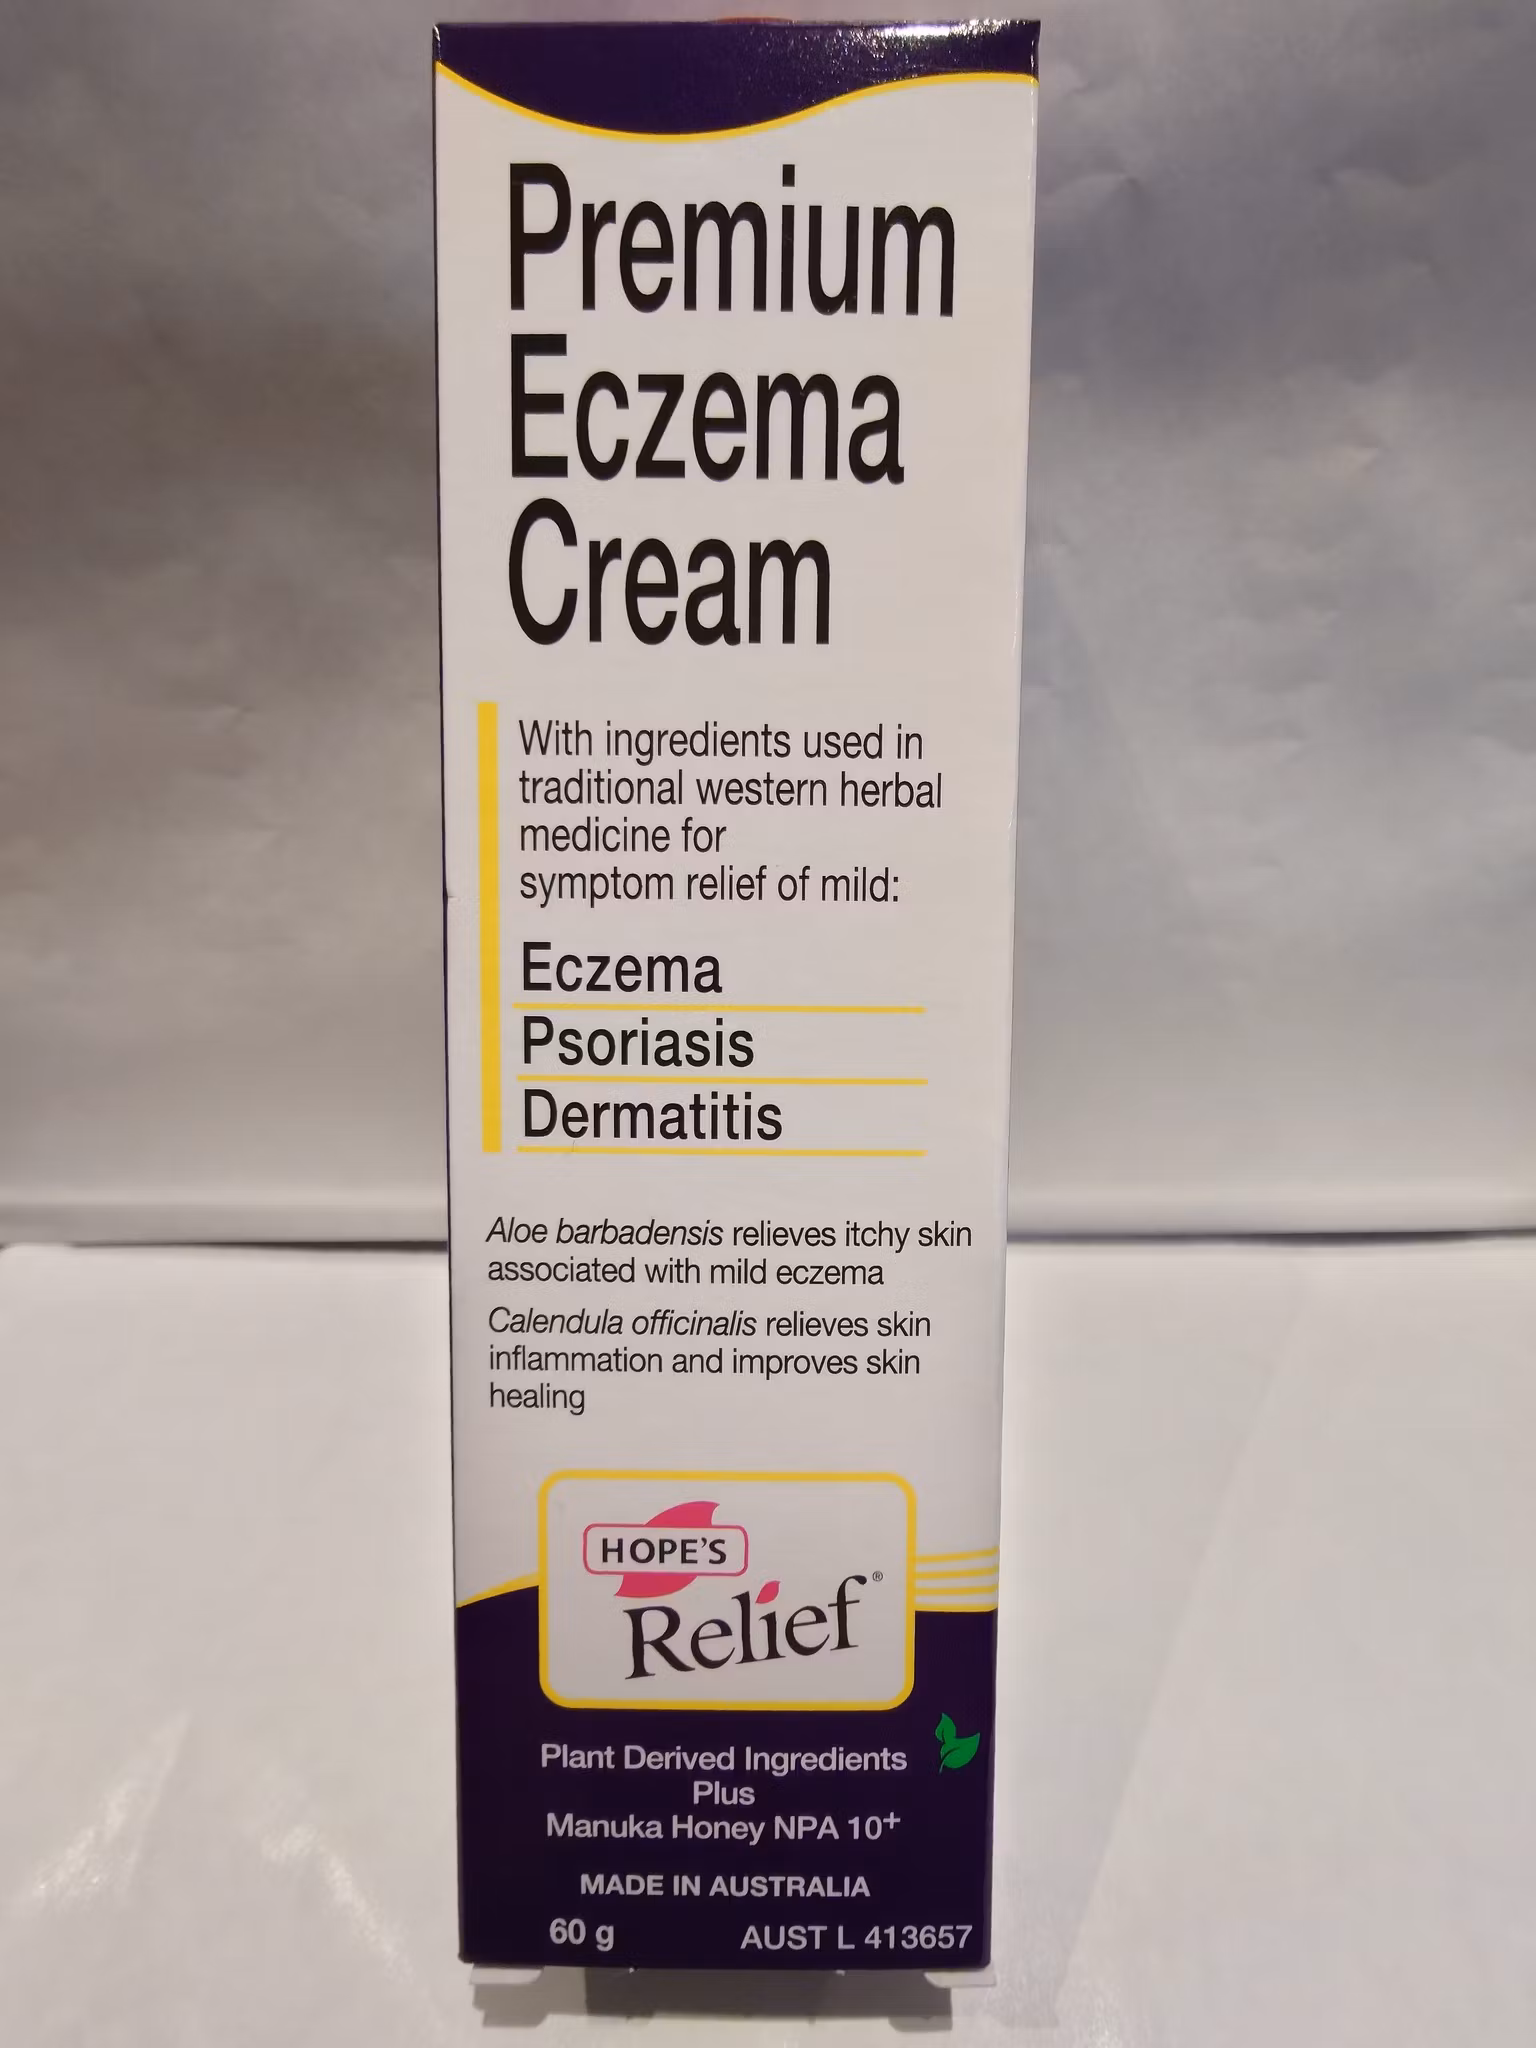 Premium
Eczema
Cream
With ingredients used in
traditional western herbal
medicine for
symptom relief of mild:
Eczema
Psoriasis
Dermatitis
Aloe barbadensis relieves itchy skin
associated with mild eczema
Calendula officinalis relieves skin
inflammation and improves skin
healing
HOPE'S
Relief®
Plant Derived Ingredients
Plus
Manuka Honey NPA 10+
MADE IN AUSTRALIA
60 g AUST L 413657